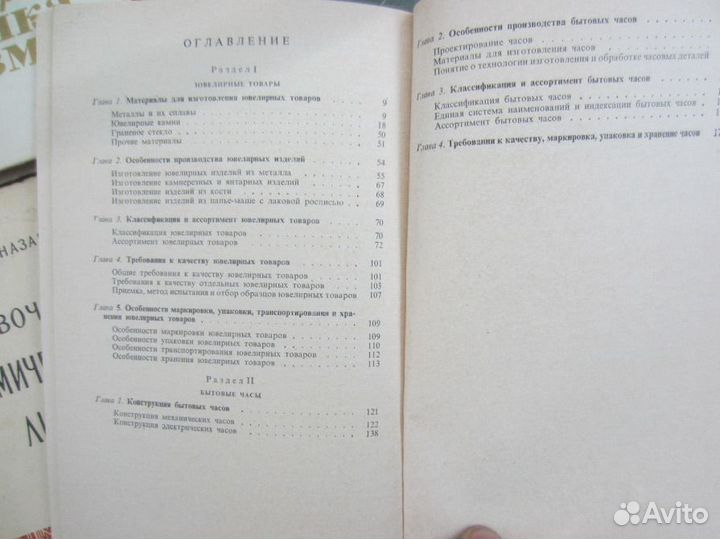 ОГЛАВЛЕНИЕ
Раздел I
ЮВЕЛИРНЫЕ ТОВАРЫ
Глава 1. Материалы для изготовления ювелирных товаров 9
Металлы и их сплавы 9
Ювелирные камни 18
Граненое стекло 50
Прочие материалы 51
Глава 2. Особенности производства ювелирных изделий 54
Изготовление ювелирных изделий из металла 55
Изготовление камнерезных и янтарных изделий 67
Изготовление изделий из кости 68
Изготовление изделий из папье-маше с лаковой росписью 69
Глава 3. Классификация и ассортимент ювелирных товаров 70
Классификация ювелирных товаров 70
Ассортимент ювелирных товаров 72
Глава 4. Требования к качеству ювелирных товаров 101
Общие требования к качеству ювелирных товаров 101
Требования к качеству отдельных ювелирных товаров 103
Приемка, метод испытания и отбор образцов ювелирных товаров 107
Глава 5. Особенности маркировки, упаковки, транспортирования и хра-
нения ювелирных товаров 109
Особенности маркировки ювелирных товаров 109
Особенности упаковки ювелирных товаров 110
Особенности транспортирования ювелирных товаров 112
Особенности хранения ювелирных товаров 113
Раздел II
БЫТОВЫЕ ЧАСЫ
Глава 1. Конструкция бытовых часов 121
Конструкция механических часов 122
Конструкция электрических часов 138
Глава 2. Особенности производства бытовых часов
Проектирование часов
Материалы для изготовления часов
Понятие о технологии изготовления и обработке часовых деталей
Глава 3. Классификация и ассортимент бытовых часов
Классификация бытовых часов
Единая система наименований и индексации бытовых часов
Ассортимент бытовых часов
Глава 4. Требования к качеству, маркировка, упаковка и хранение часов
НАЗА
ВОЧ
МИЧЕ
Avito